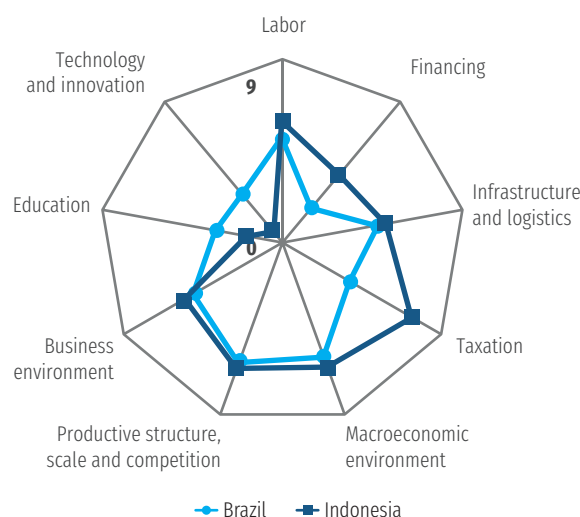 Labor
Technology
and innovation
9
Financing
Education
Infrastructure
and logistics
0
Business
environment
Taxation
Productive structure,
scale and competition
Macroeconomic
environment
Brazil
Indonesia